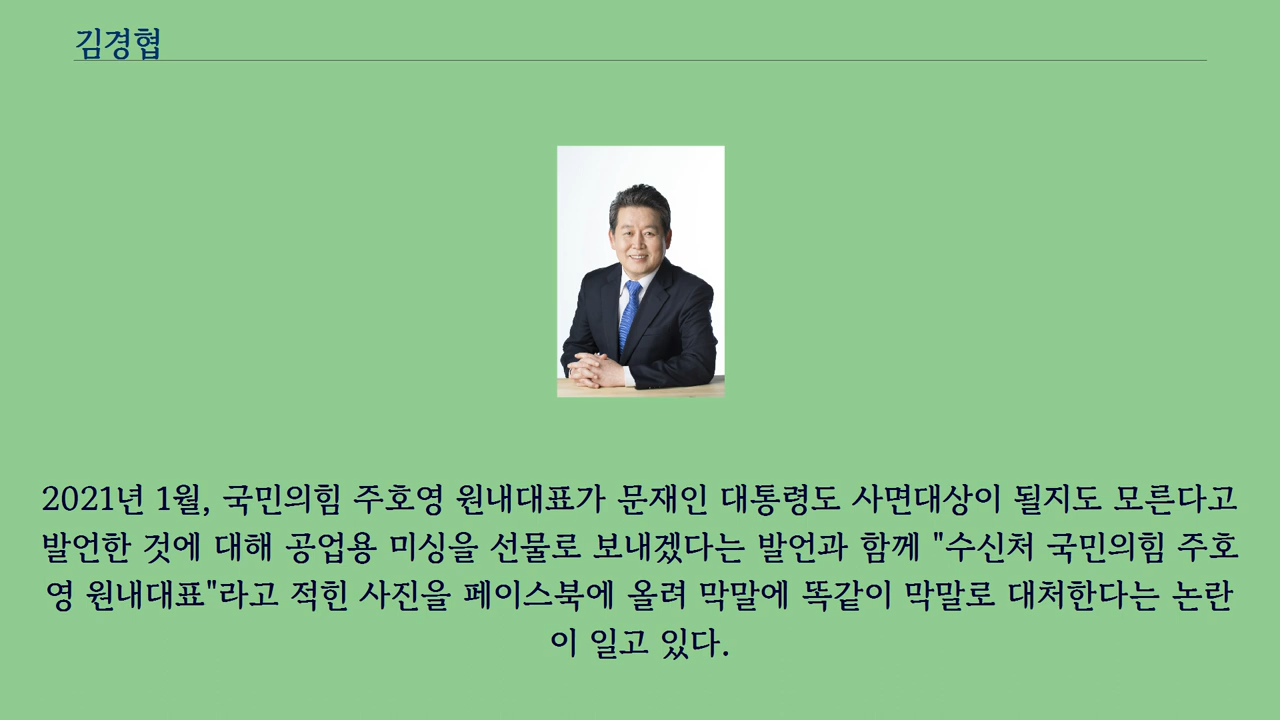 김경협
2021년 1월, 국민의힘 주호영 원내대표가 문재인 대통령도 사면대상이 될지도 모른다고
발언한 것에 대해 공업용 미싱을 선물로 보내겠다는 발언과 함께 "수신처 국민의힘 주호
영 원내대표"라고 적힌 사진을 페이스북에 올려 막말에 똑같이 막말로 대처한다는 논란
이 일고 있다.